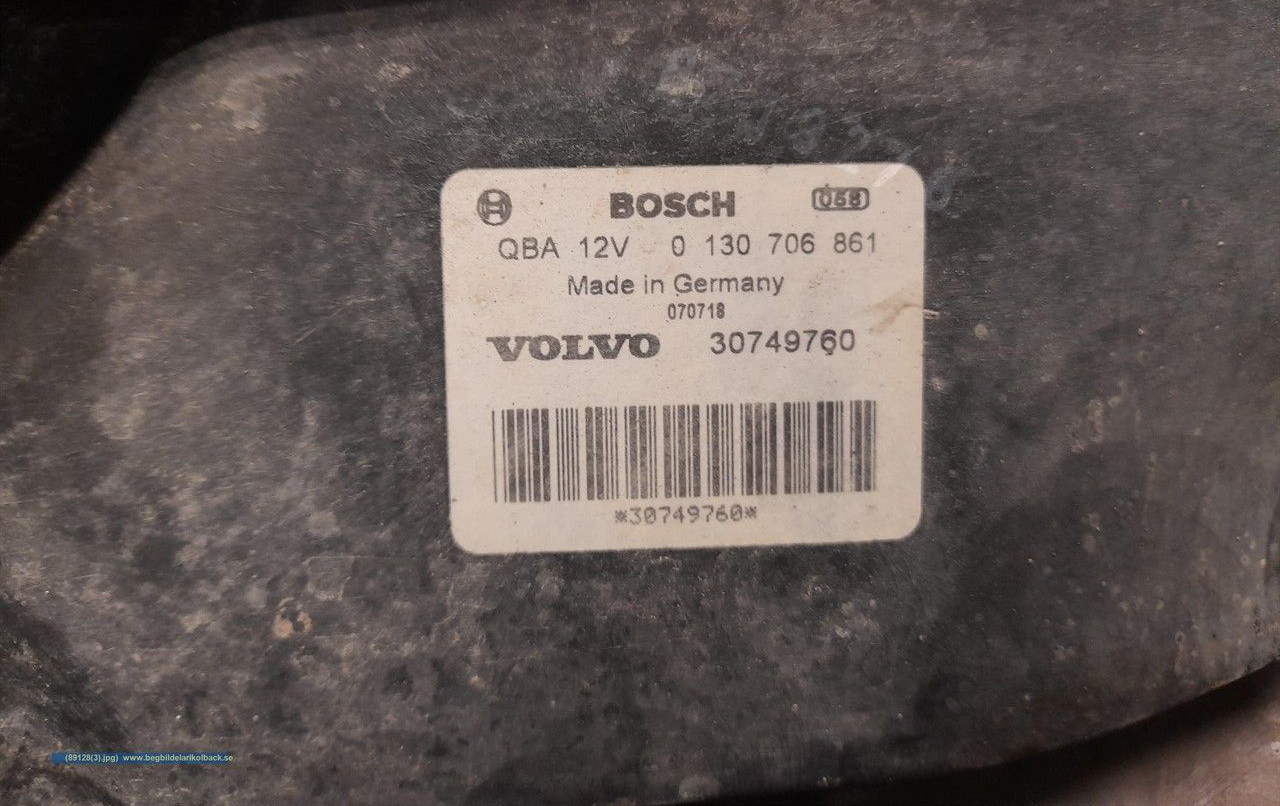 BOSCH 068
QBA 12V 0 130 706 861
Made in Germany
070718
VOLVO 30749760
*30749760*
(89128(3).jpg) www.begbildelarikolback.se